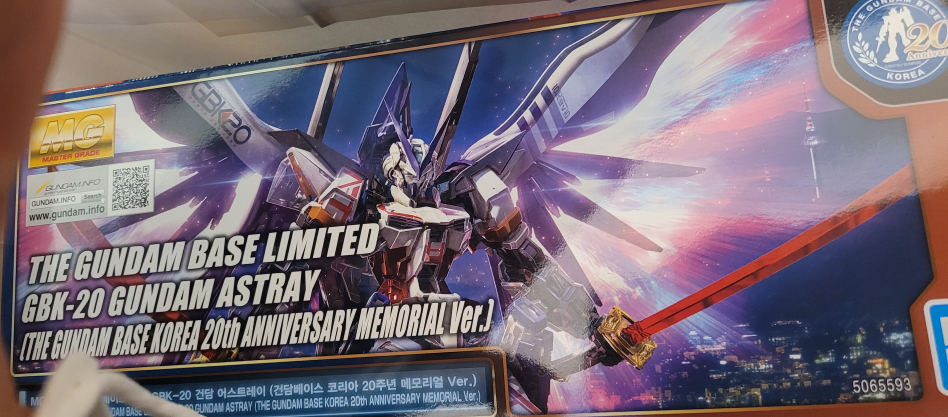 THE GUNDAM BASE
20th
KOREA
GBK-20
MG
MASTER GRADE
GUNDAM.INFO
GUNDAM.INFO Search
www.gundam.info
THE GUNDAM BASE LIMITED
GBK-20 GUNDAM ASTRAY
(THE GUNDAM BASE KOREA 20th ANNIVERSARY MEMORIAL Ver.)
GBK-20 건담 어스트레이 (건담베이스 코리아 20주년 메모리얼 Ver.)
GUNDAM ASTRAY (THE GUNDAM BASE KOREA 20th ANNIVERSARY MEMORIAL Ver.)
5065593